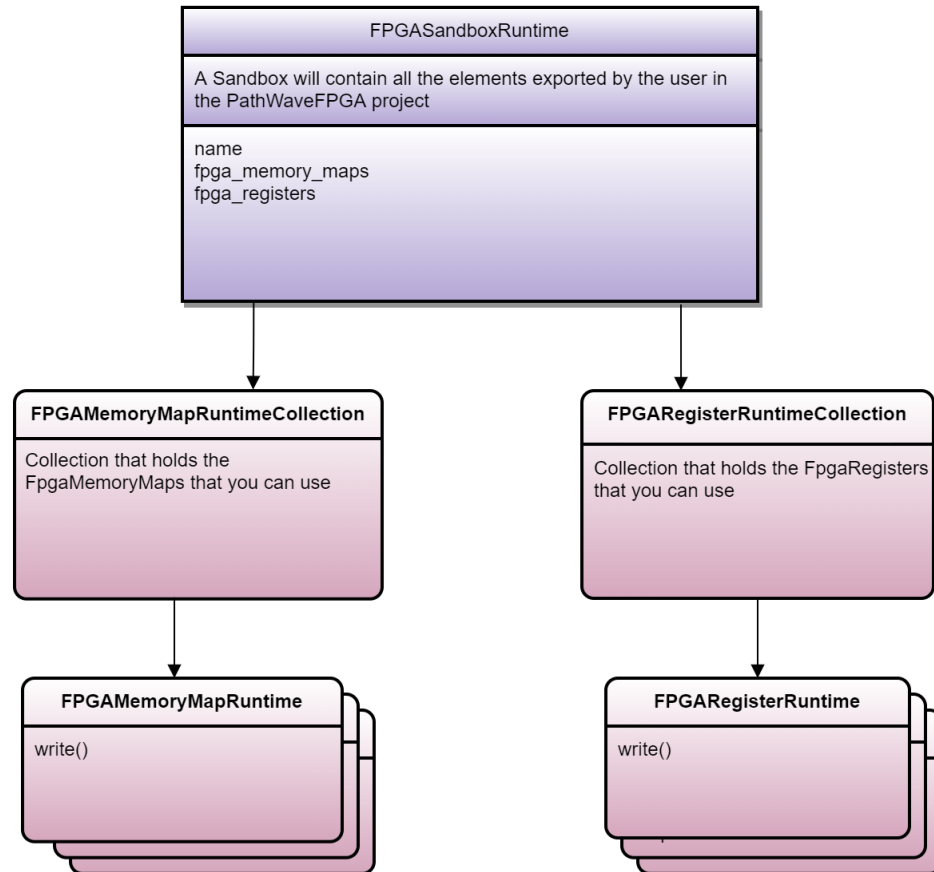 FPGASandboxRuntime
A Sandbox will contain all the elements exported by the user in
the PathWaveFPGA project
name
fpga_memory_maps
fpga_registers
FPGAMemoryMapRuntimeCollection
Collection that holds the
FpgaMemoryMaps that you can use
FPGARegisterRuntimeCollection
Collection that holds the FpgaRegisters
that you can use
FPGAMemoryMapRuntime
write()
FPGARegisterRuntime
write()